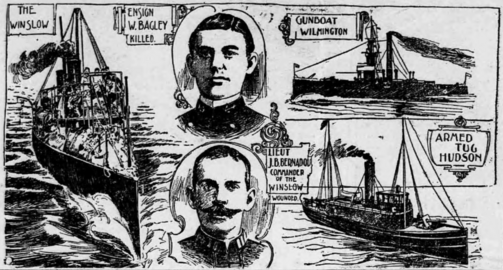 THE
WINSLOW
ENSIGN
W. BAGLEY
KILLED.
GUNBOAT
WILMINGTON
LIEUT
J.B. BERNADOU
COMMANDER
OF THE
WINSLOW
WOUNDED.
ARMED
TUG
HUDSON